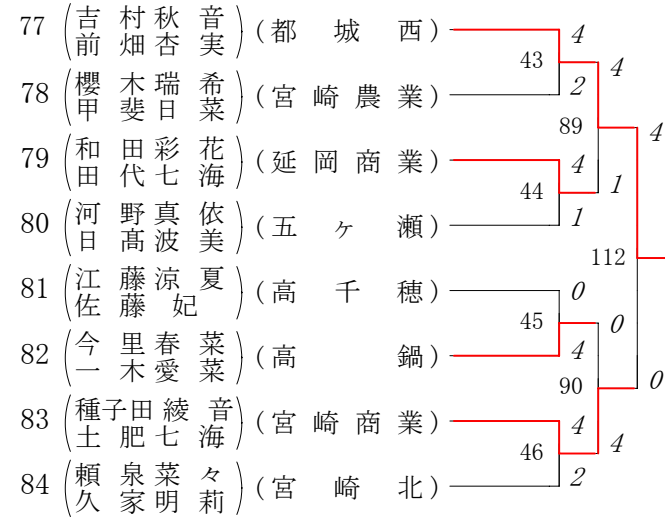 77 (吉村秋音 前畑杏実) (都城西) 4
43 4
78 (櫻木瑞希 甲斐日菜) (宮崎農業) 2
89 4
79 (和田彩花 田代七海) (延岡商業) 4
44 1
80 (河野真依 日髙波美) (五ヶ瀬) 1
112
81 (江藤涼夏 佐藤妃) (高千穂) 0
45 0
82 (今里春菜 一木愛菜) (高鍋) 4
90 0
83 (種子田綾音 土肥七海) (宮崎商業) 4
46 4
84 (頼泉菜々 久家明莉) (宮崎北) 2